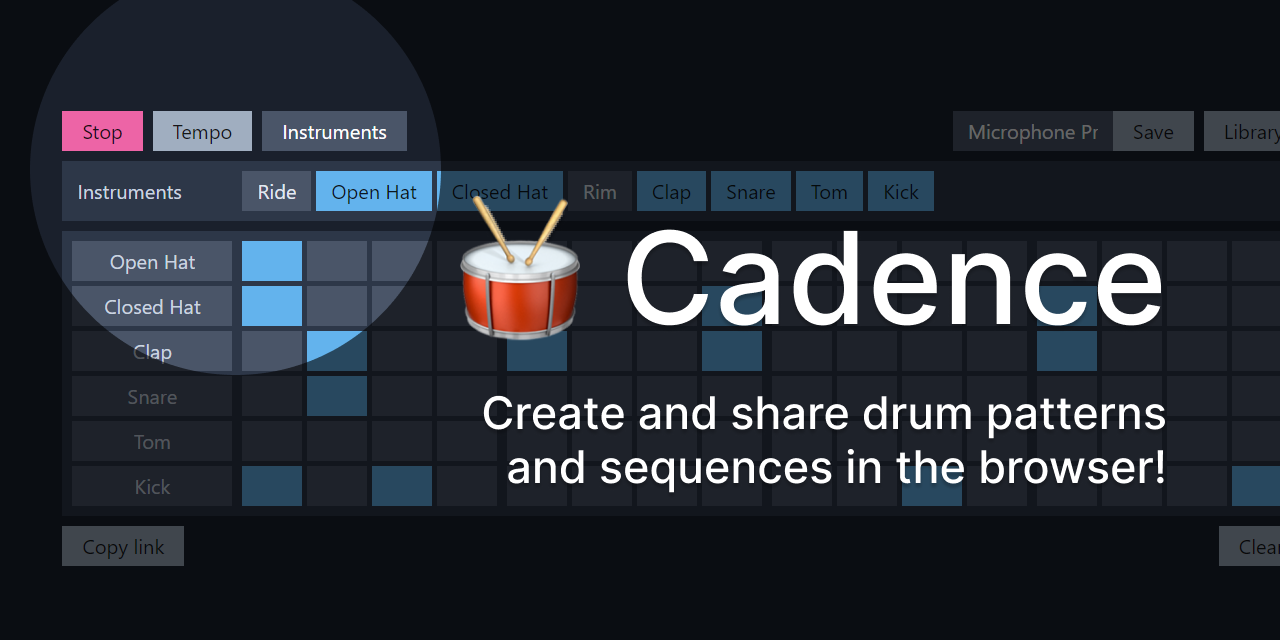 Stop Tempo Instruments Microphone Pr Save Library
Instruments Ride Open Hat Closed Hat Rim Clap Snare Tom Kick
Open Hat
Cadence
Closed Hat
Clap
Snare
Create and share drum patterns
Tom
and sequences in the browser!
Kick
Copy link Clear